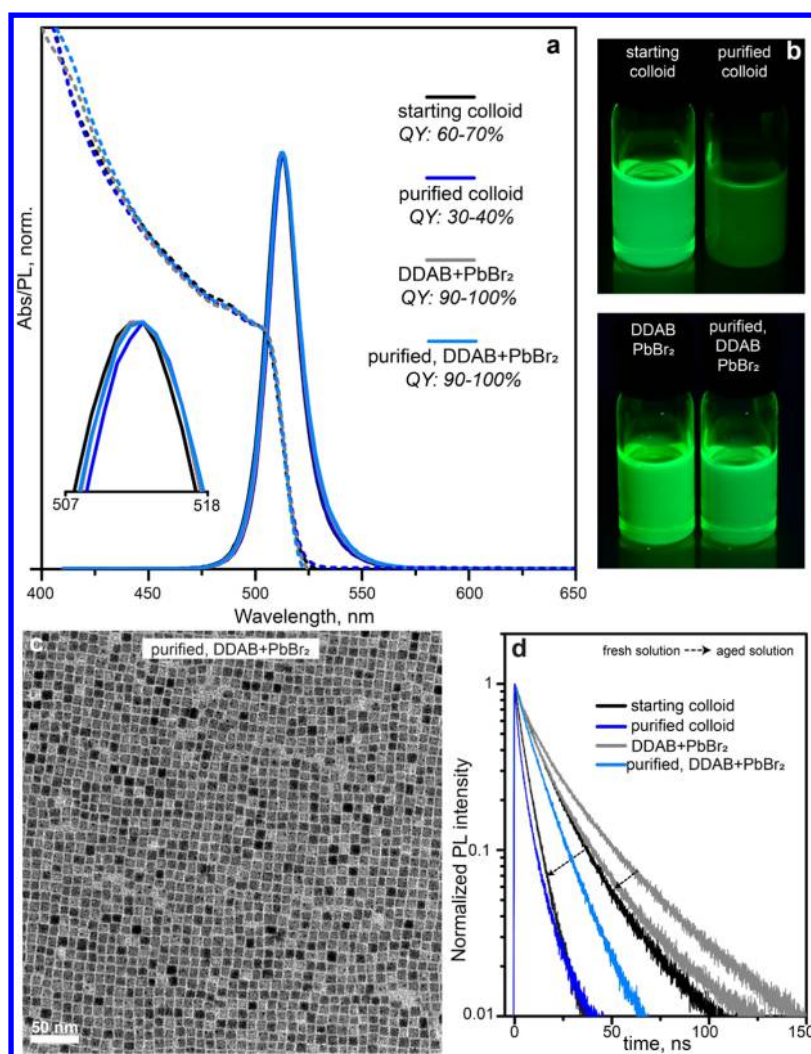 a
starting colloid
QY: 60-70%
purified colloid
QY: 30-40%
DDAB+PbBr₂
QY: 90-100%
purified, DDAB+PbBr₂
QY: 90-100%
Abs/PL, norm.
507
518
400
450
500
550
600
650
Wavelength, nm
b
starting
colloid
purified
colloid
DDAB
PbBr₂
purified,
DDAB
PbBr₂
purified, DDAB+PbBr₂
50 nm
d
fresh solution
aged solution
starting colloid
purified colloid
DDAB+PbBr₂
purified, DDAB+PbBr₂
Normalized PL intensity
1
0.1
0.01
0
50
100
150
time, ns